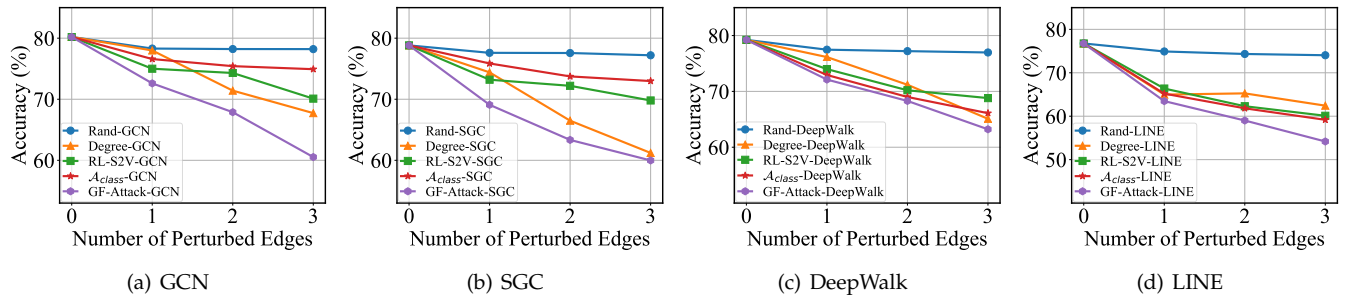 Accuracy (%)
80
70
60
Rand-GCN
Degree-GCN
RL-S2V-GCN
𝒜class-GCN
GF-Attack-GCN
0 1 2 3
Number of Perturbed Edges
(a) GCN
Accuracy (%)
80
70
60
Rand-SGC
Degree-SGC
RL-S2V-SGC
𝒜class-SGC
GF-Attack-SGC
0 1 2 3
Number of Perturbed Edges
(b) SGC
Accuracy (%)
80
70
60
Rand-DeepWalk
Degree-DeepWalk
RL-S2V-DeepWalk
𝒜class-DeepWalk
GF-Attack-DeepWalk
0 1 2 3
Number of Perturbed Edges
(c) DeepWalk
Accuracy (%)
80
70
60
50
Rand-LINE
Degree-LINE
RL-S2V-LINE
𝒜class-LINE
GF-Attack-LINE
0 1 2 3
Number of Perturbed Edges
(d) LINE